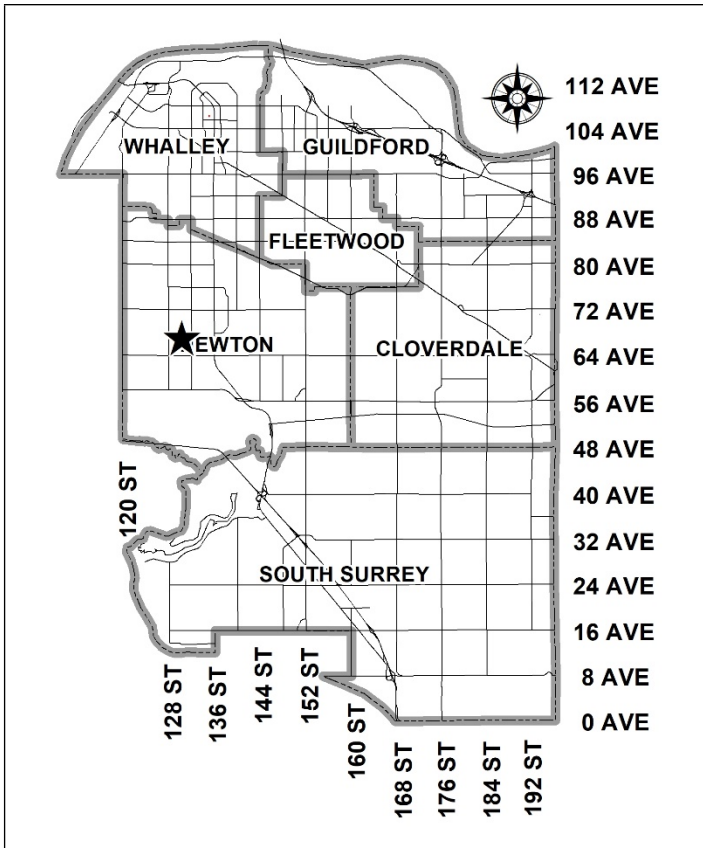 112 AVE
104 AVE
WHALLEY
GUILDFORD
96 AVE
88 AVE
FLEETWOOD
80 AVE
72 AVE
EWTON
CLOVERDALE
64 AVE
56 AVE
48 AVE
120 ST
40 AVE
32 AVE
SOUTH SURREY
24 AVE
16 AVE
8 AVE
0 AVE
128 ST
136 ST
144 ST
152 ST
160 ST
168 ST
176 ST
184 ST
192 ST